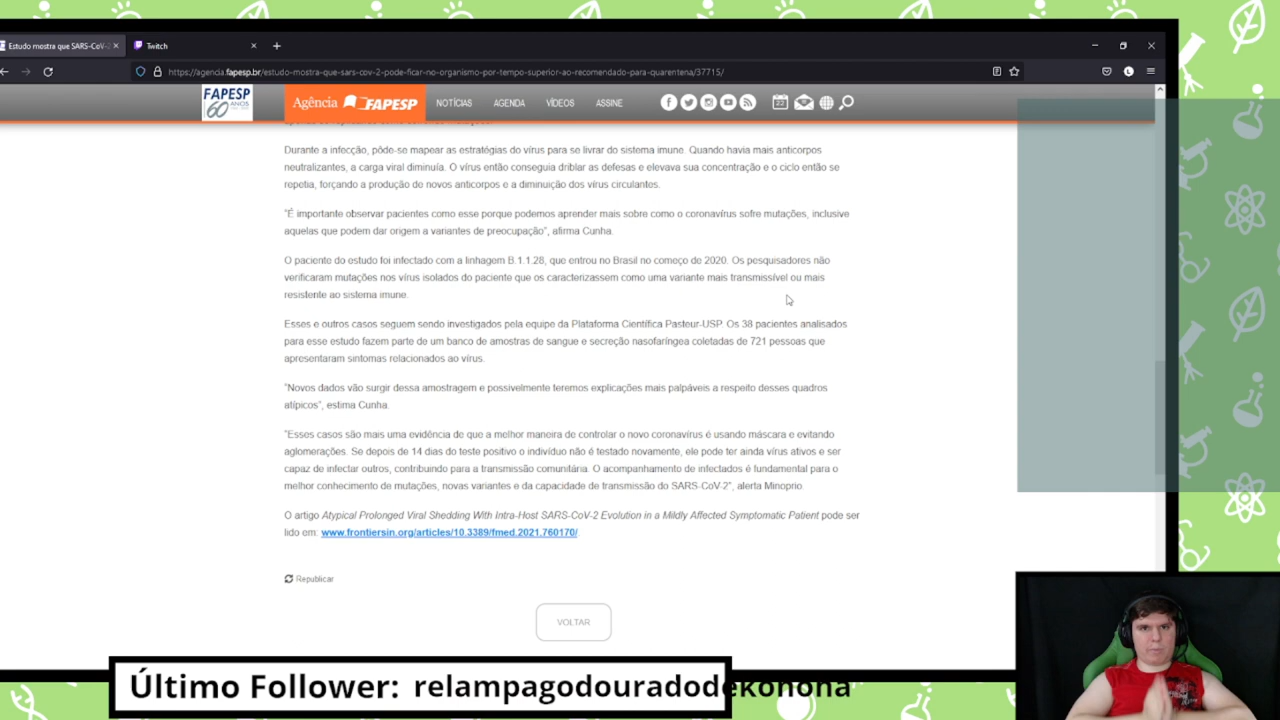 Estudo mostra que SARS-CoV-2
Twitch
https://agencia.fapesp.br/estudo-mostra-que-sars-cov-2-pode-ficar-no-organismo-por-tempo-superior-ao-recomendado-para-quarentena/37715/
FAPESP
60 ANOS
Agência FAPESP
NOTÍCIAS AGENDA VÍDEOS ASSINE
22
Durante a infecção, pôde-se mapear as estratégias do vírus para se livrar do sistema imune. Quando havia mais anticorpos
neutralizantes, a carga viral diminuía. O vírus então conseguia driblar as defesas e elevava sua concentração e o ciclo então se
repetia, forçando a produção de novos anticorpos e a diminuição dos vírus circulantes.
"É importante observar pacientes como esse porque podemos aprender mais sobre como o coronavírus sofre mutações, inclusive
aquelas que podem dar origem a variantes de preocupação", afirma Cunha.
O paciente do estudo foi infectado com a linhagem B.1.1.28, que entrou no Brasil no começo de 2020. Os pesquisadores não
verificaram mutações nos vírus isolados do paciente que os caracterizassem como uma variante mais transmissível ou mais
resistente ao sistema imune.
Esses e outros casos seguem sendo investigados pela equipe da Plataforma Científica Pasteur-USP. Os 38 pacientes analisados
para esse estudo fazem parte de um banco de amostras de sangue e secreção nasofaríngea coletadas de 721 pessoas que
apresentaram sintomas relacionados ao vírus.
"Novos dados vão surgir dessa amostragem e possivelmente teremos explicações mais palpáveis a respeito desses quadros
atípicos", estima Cunha.
"Esses casos são mais uma evidência de que a melhor maneira de controlar o novo coronavírus é usando máscara e evitando
aglomerações. Se depois de 14 dias do teste positivo o indivíduo não é testado novamente, ele pode ter ainda vírus ativos e ser
capaz de infectar outros, contribuindo para a transmissão comunitária. O acompanhamento de infectados é fundamental para o
melhor conhecimento de mutações, novas variantes e da capacidade de transmissão do SARS-CoV-2", alerta Minoprio.
O artigo Atypical Prolonged Viral Shedding With Intra-Host SARS-CoV-2 Evolution in a Mildly Affected Symptomatic Patient pode ser
lido em: www.frontiersin.org/articles/10.3389/fmed.2021.760170/.
Republicar
VOLTAR
Último Follower: relampagodouradodekonona